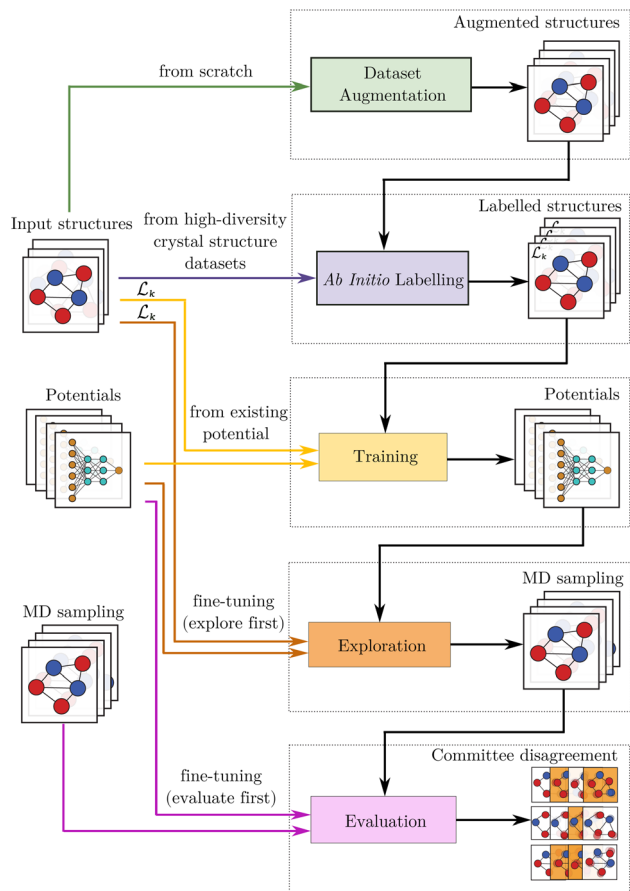 Augmented structures
from scratch
Dataset
Augmentation
Input structures
from high-diversity
crystal structure
datasets
Labelled structures
Ab Initio Labelling
ℒₖ
ℒₖ
ℒₖ
Potentials
from existing
potential
Training
Potentials
MD sampling
fine-tuning
(explore first)
Exploration
MD sampling
Committee disagreement
fine-tuning
(evaluate first)
Evaluation